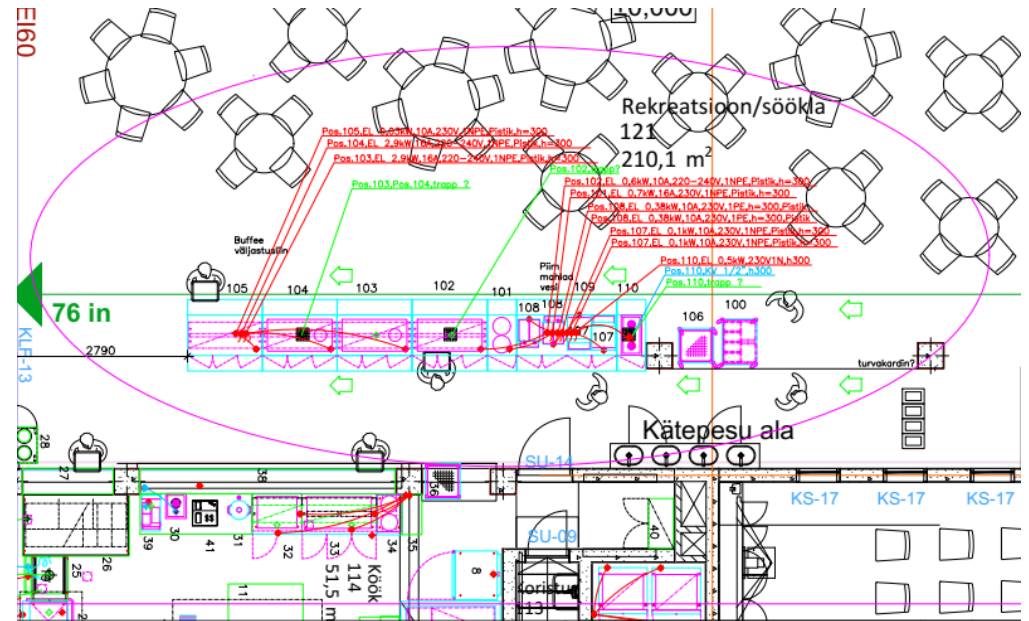 10,000
EI60
Rekreatsioon/söökla
121
210,1 m²
Pos.105,EL 0,03kW,10A,230V,1NPE,Pistik,h=300
Pos.104,EL 2,9kW,16A,220-240V,1NPE,Pistik,h=300
Pos.103,EL 2,9kW,16A,220-240V,1NPE,Pistik,h=300
Pos.102,trapp?
Pos.103,Pos.104,trapp ?
Pos.102,EL 0,6kW,10A,220-240V,1NPE,Pistik,h=300
Pos.101,EL 0,7kW,16A,230V,1NPE,Pistik,h=300
Pos.108,EL 0,38kW,10A,230V,1PE,h=300,Pistik
Pos.108,EL 0,38kW,10A,230V,1PE,h=300,Pistik
Pos.107,EL 0,1kW,10A,230V,1NPE,Pistik,h=300
Pos.107,EL 0,1kW,10A,230V,1NPE,Pistik,h=300
Buffee
väljastusliin
Piim
mahlad
vesi
Pos.110,EL 0,5kW,230V1N,h300
Pos.110,KV 1/2",h300
Pos.110,trapp ?
105
104
103
102
101
108
108
109
110
107
106
100
76 in
KLF-13
2790
turvakardin?
Kätepesu ala
SU-14
KS-17
KS-17
KS-17
28
27
38
36
39
30
41
31
32
33
34
35
40
SU-09
26
25
11
8
Köök
114
51,5 m
Koristus
113